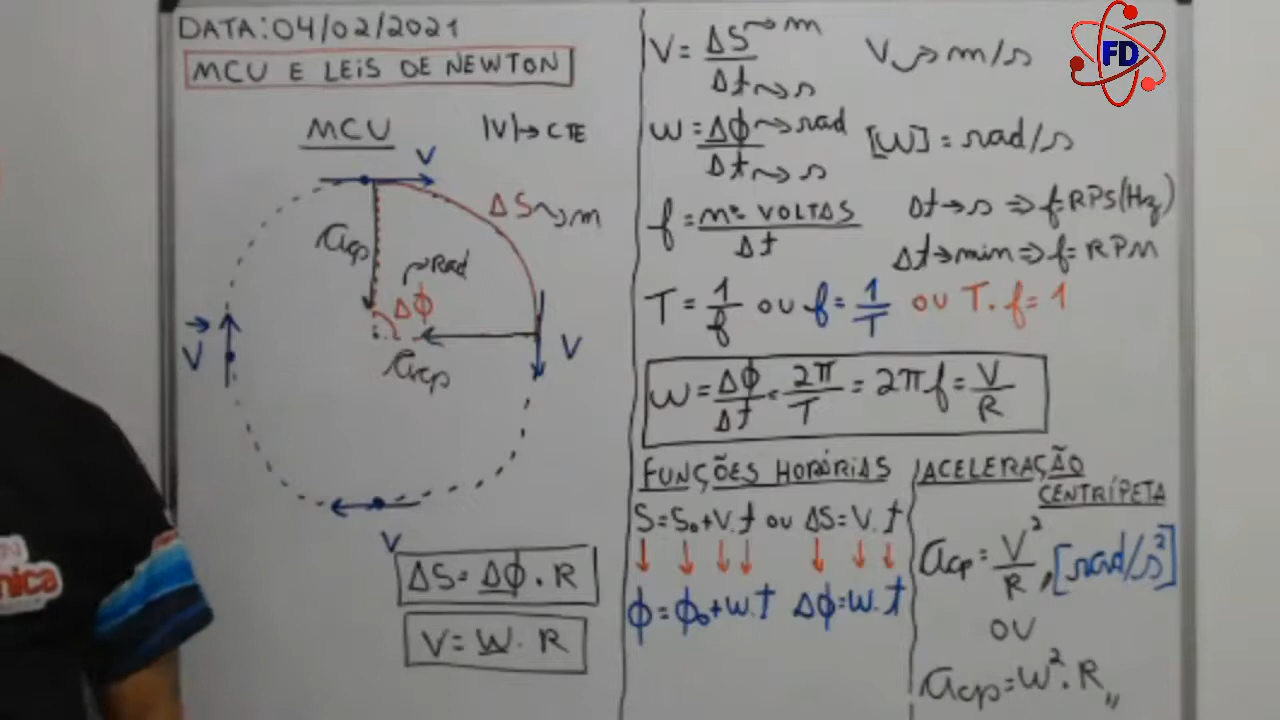 DATA: 04/02/2021
MCU E LEIS DE NEWTON
MCU |V|→CTE
V
ΔS⤳m
acp
⤳Rad
Δϕ
V
V
acp
V
ΔS = Δϕ . R
V = W . R
V = ΔS⤳m / Δt⤳s V⤳m/s
W = Δϕ⤳rad / Δt⤳s [W] = rad/s
f = nº VOLTAS / Δt
Δt→s ⇒ f=RPS(Hz)
Δt→min ⇒ f=RPM
T = 1/f OU f = 1/T OU T.f = 1
W = Δϕ/Δt = 2π/T = 2πf = V/R
FUNÇÕES HORÁRIAS
S=S₀+V.t OU ΔS=V.t
↓ ↓ ↓ ↓ ↓ ↓ ↓
ϕ=ϕ₀+W.t Δϕ=W.t
ACELERAÇÃO
CENTRÍPETA
acp = V²/R, [rad/s²]
OU
acp = W².R,,
FD
nica